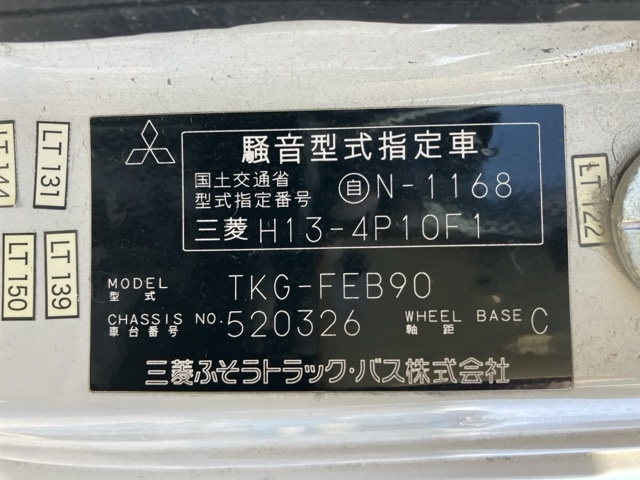 騒音型式指定車
国土交通省
型式指定番号
自 N-1168
三菱 H13-4P10F1
MODEL
型式
TKG-FEB90
CHASSIS NO.
車台番号
520326
WHEEL BASE
軸距
C
三菱ふそうトラック・バス株式会社
LT 144
LT 131
LT 150
LT 139
LT 122